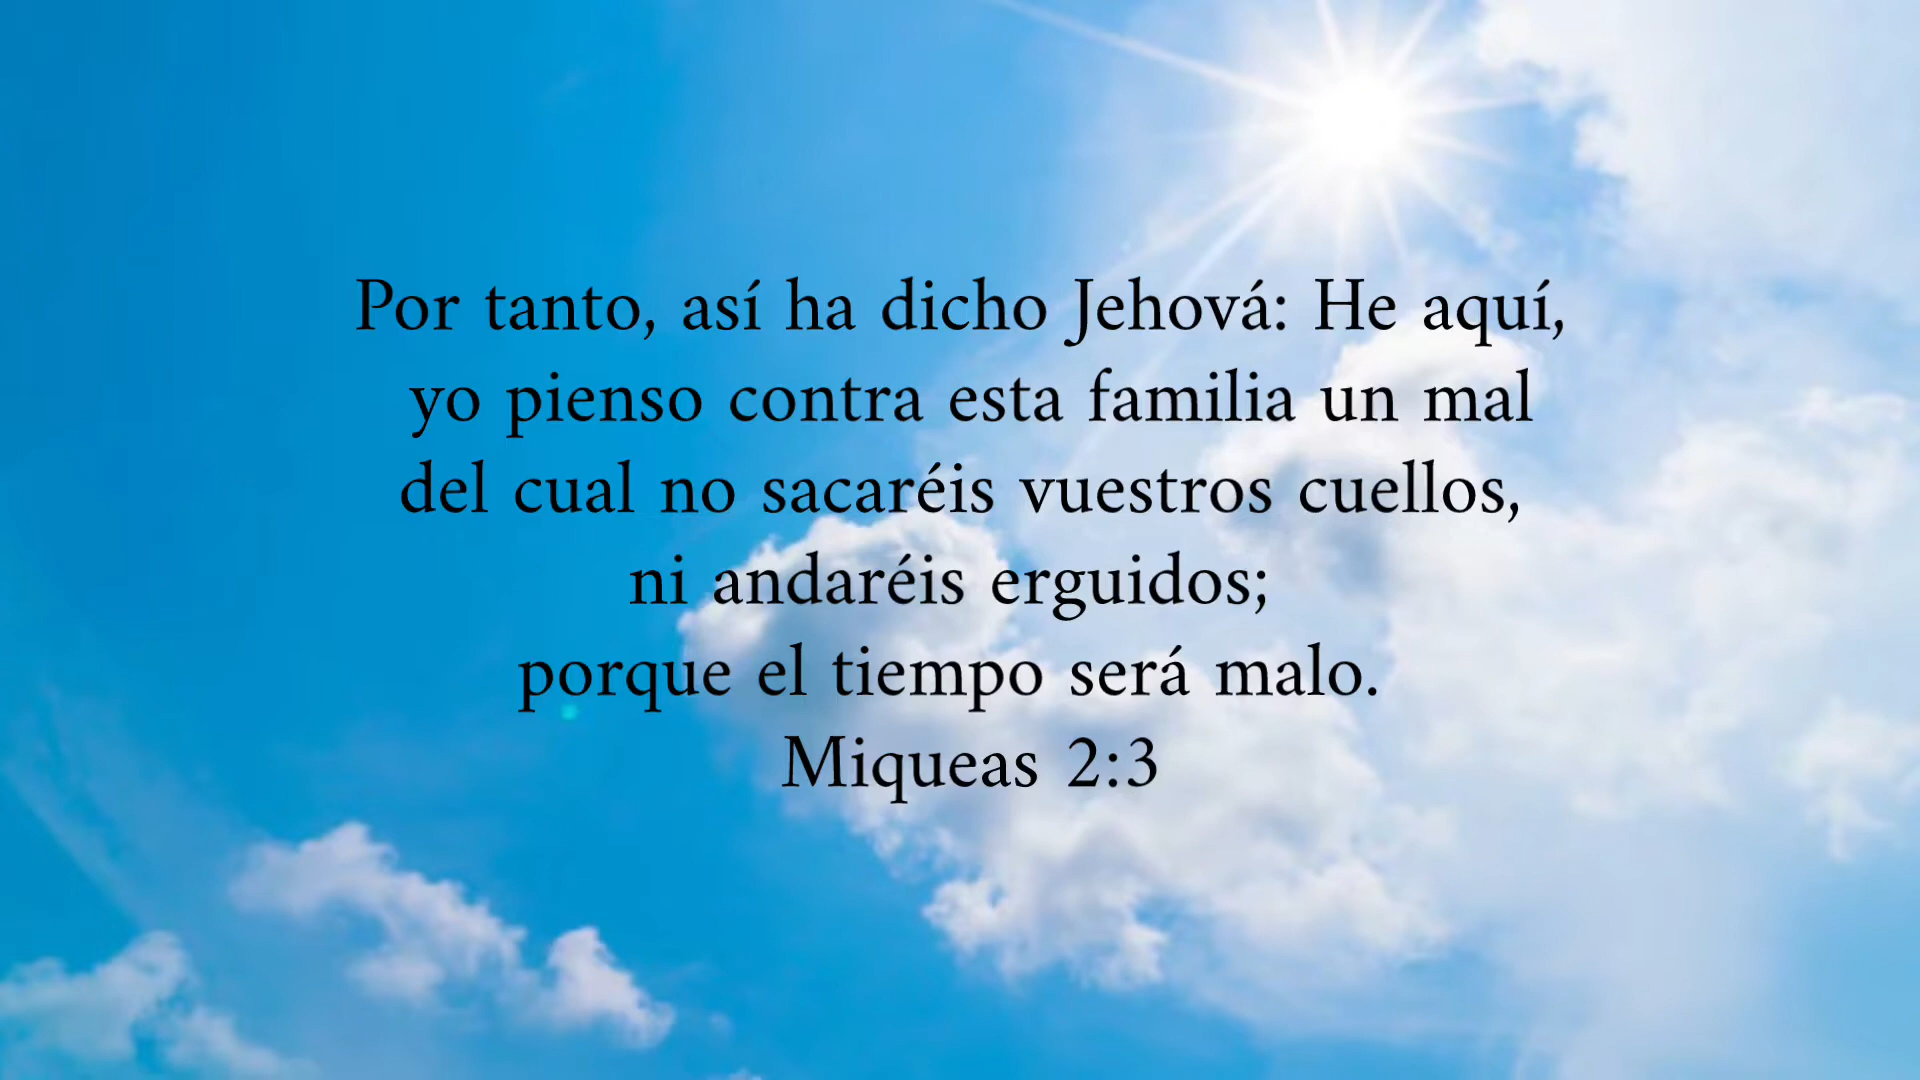 Por tanto, así ha dicho Jehová: He aquí,
yo pienso contra esta familia un mal
del cual no sacaréis vuestros cuellos,
ni andaréis erguidos;
porque el tiempo será malo.
Miqueas 2:3